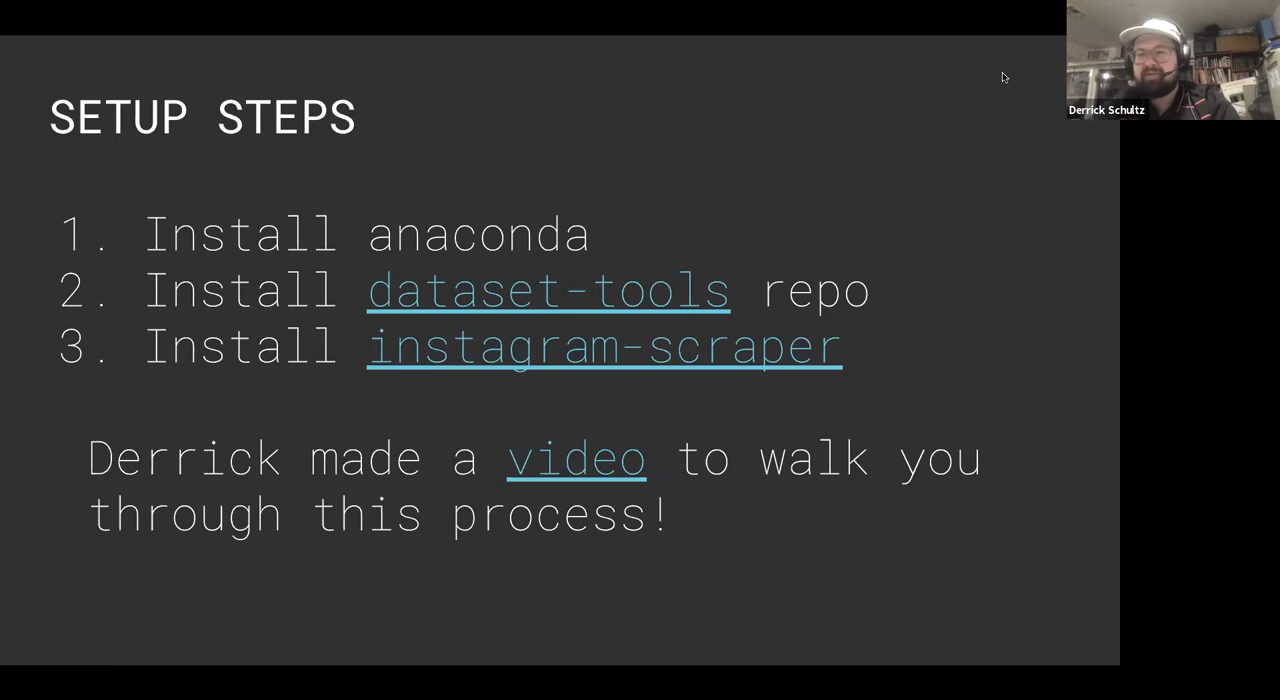 SETUP STEPS
1. Install anaconda
2. Install dataset-tools repo
3. Install instagram-scraper
Derrick made a video to walk you
through this process!
Derrick Schultz